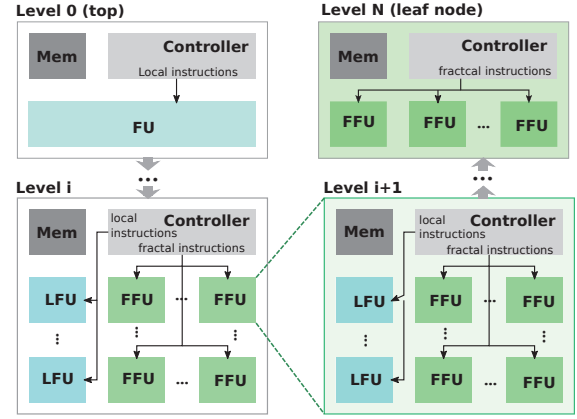 Level 0 (top)
Mem
Controller
Local instructions
FU
...
Level N (leaf node)
Mem
Controller
fractcal instructions
FFU
FFU
...
FFU
...
Level i
Mem
local
instructions
Controller
fractal instructions
LFU
FFU
...
FFU
...
...
...
LFU
FFU
...
FFU
Level i+1
Mem
local
instructions
Controller
fractal instructions
LFU
FFU
...
FFU
...
...
...
LFU
FFU
...
FFU